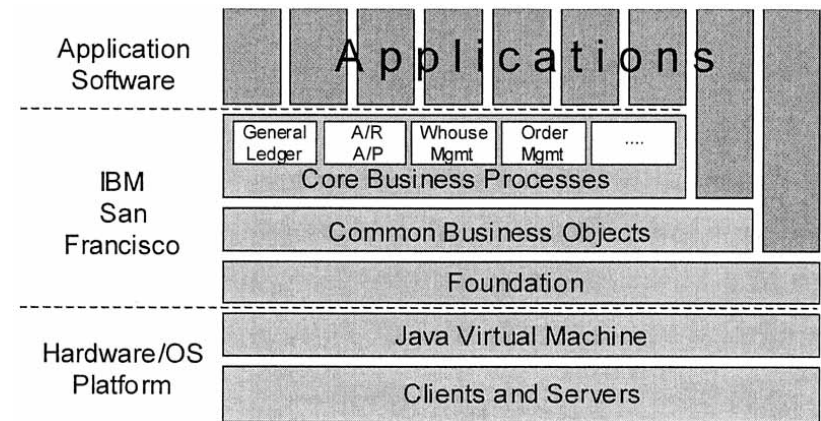 Application
Software
Applications
General
Ledger
A/R
A/P
Whouse
Mgmt
Order
Mgmt
....
Core Business Processes
IBM
San
Francisco
Common Business Objects
Foundation
Hardware/OS
Platform
Java Virtual Machine
Clients and Servers